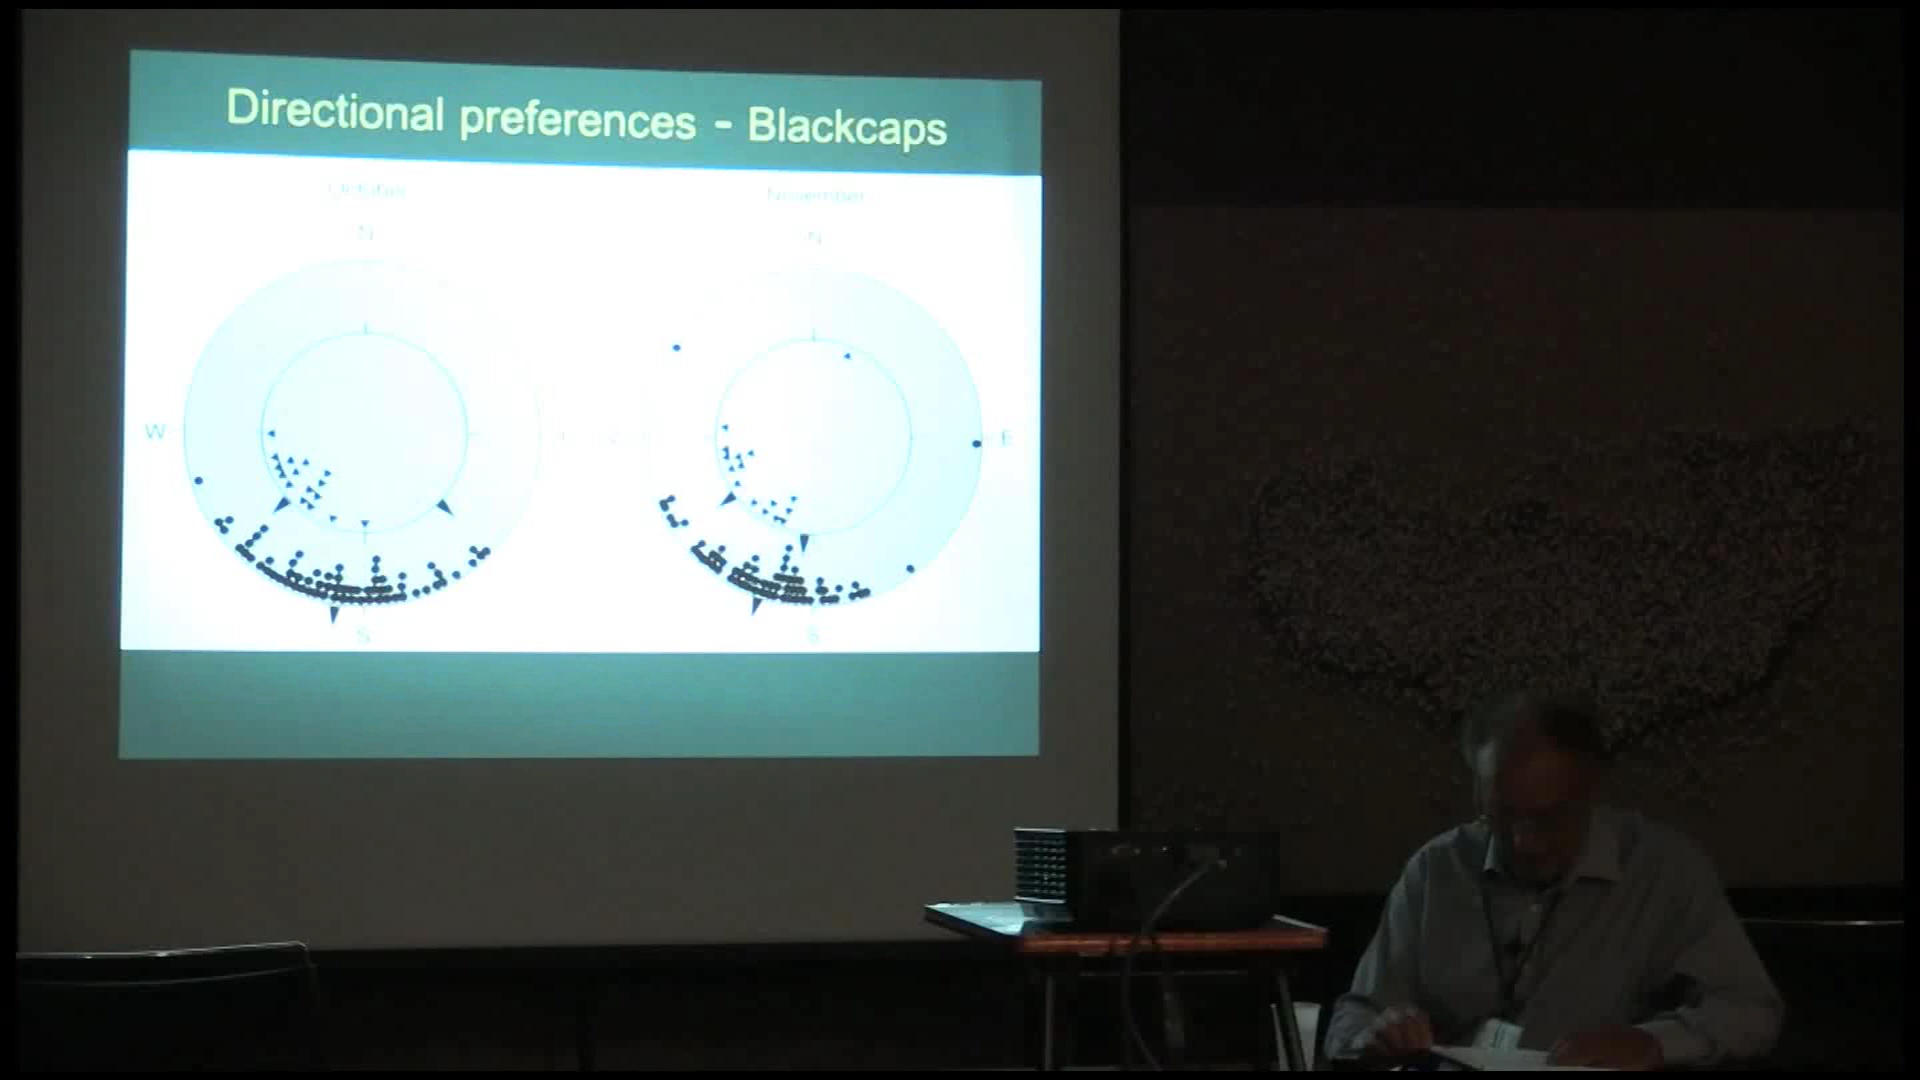 Directional preferences - Blackcaps
October
November
N
N
W
E
S
S